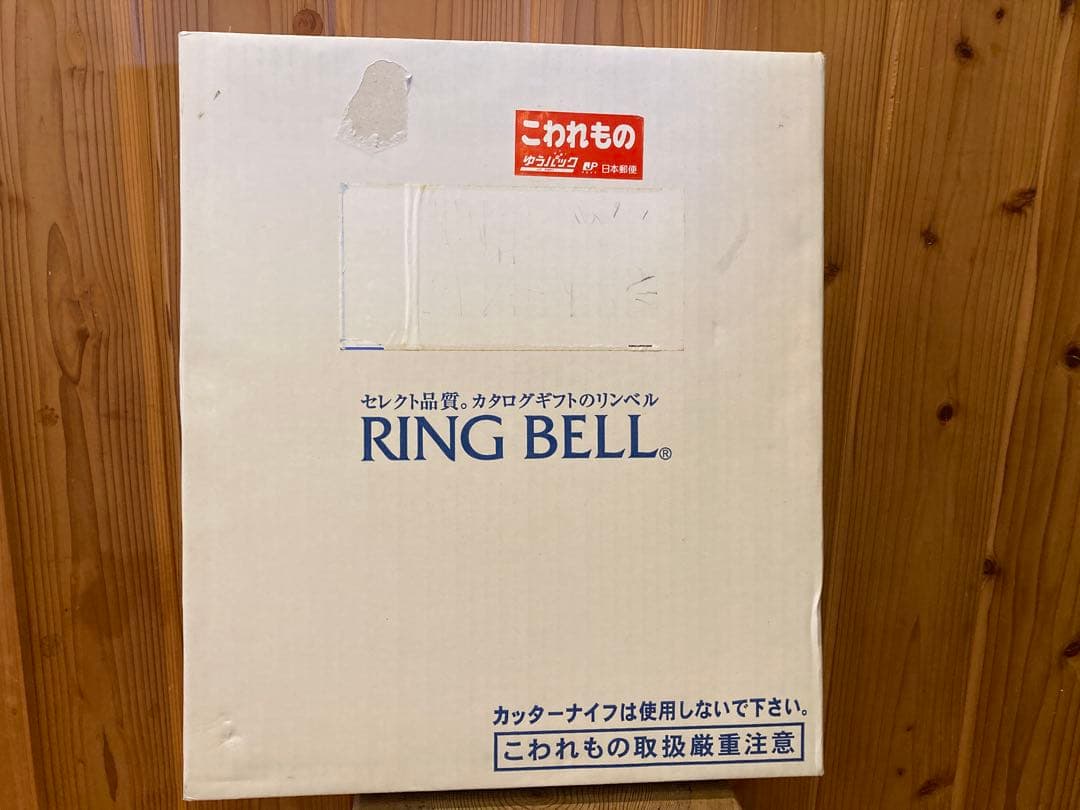 こわれもの
ゆうパック JP 日本郵便
セレクト品質。カタログギフトのリンベル
RING BELL®
カッターナイフは使用しないで下さい。
こわれもの取扱厳重注意